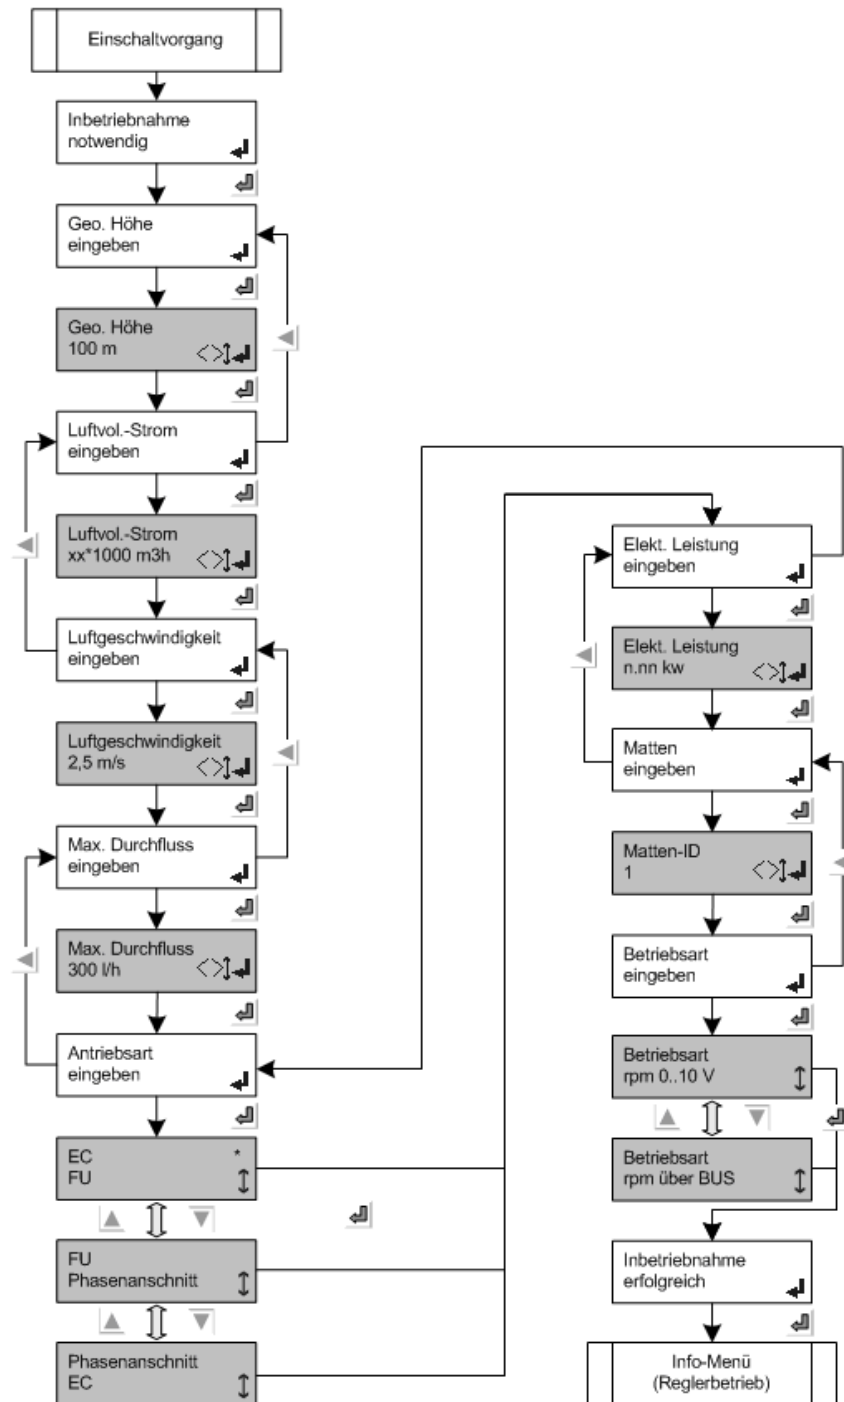 Einschaltvorgang
Inbetriebnahme
notwendig
Geo. Höhe
eingeben
Geo. Höhe
100 m
Luftvol.-Strom
eingeben
Luftvol.-Strom
xx*1000 m3h
Luftgeschwindigkeit
eingeben
Luftgeschwindigkeit
2,5 m/s
Max. Durchfluss
eingeben
Max. Durchfluss
300 l/h
Antriebsart
eingeben
EC *
FU
FU
Phasenanschnitt
Phasenanschnitt
EC
Elekt. Leistung
eingeben
Elekt. Leistung
n.nn kw
Matten
eingeben
Matten-ID
1
Betriebsart
eingeben
Betriebsart
rpm 0..10 V
Betriebsart
rpm über BUS
Inbetriebnahme
erfolgreich
Info-Menü
(Reglerbetrieb)